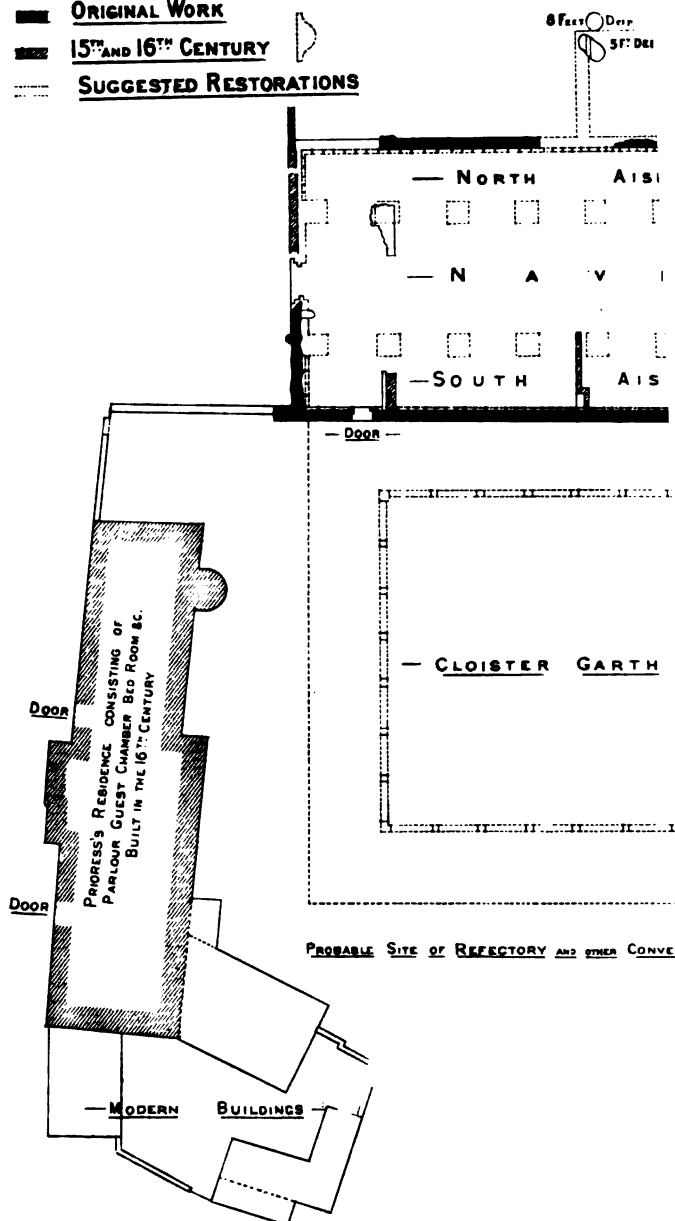 ORIGINAL WORK
15TH AND 16TH CENTURY
SUGGESTED RESTORATIONS
8 FEET DEEP
5 FT DEE
— NORTH AISL
— N A V E
— SOUTH AIS
— DOOR —
— CLOISTER GARTH
DOOR
DOOR
PRIORESS'S RESIDENCE CONSISTING OF
PARLOUR GUEST CHAMBER BED ROOM &C.
BUILT IN THE 16TH CENTURY
PROBABLE SITE OF REFECTORY AND OTHER CONVE
— MODERN BUILDINGS —